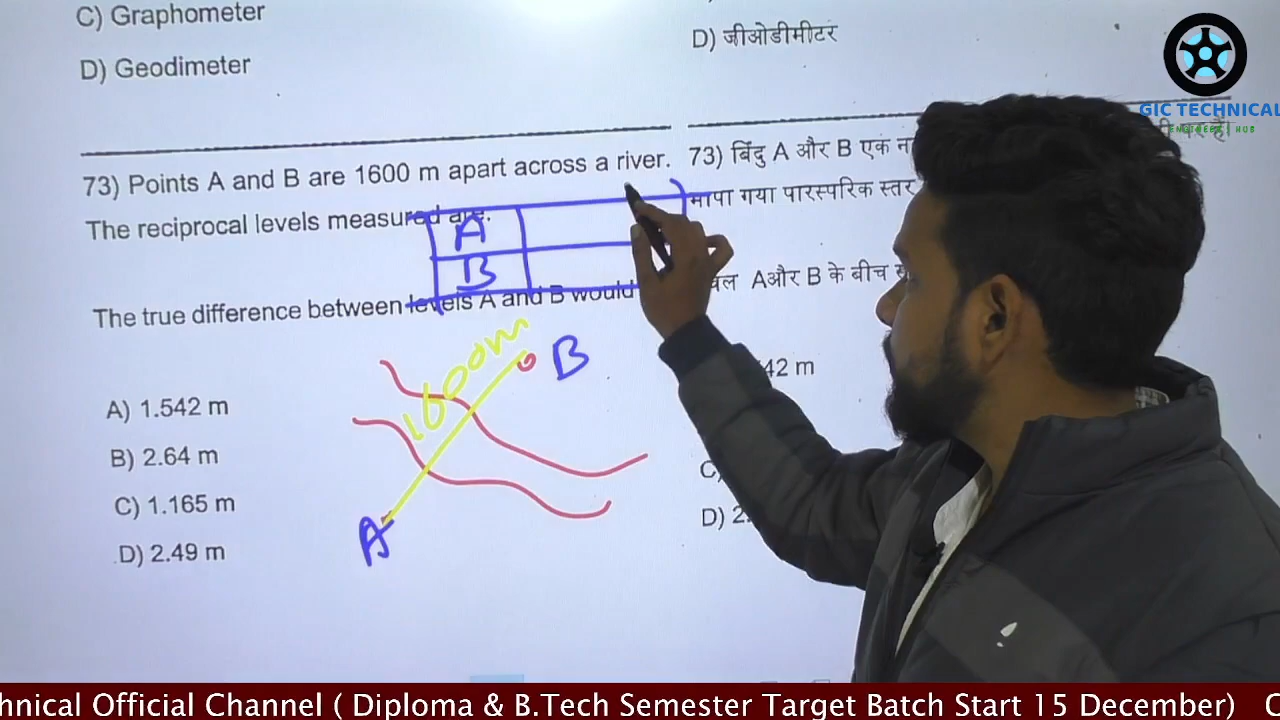 C) Graphometer
D) Geodimeter
D) जीओडीमीटर
GIC TECHNICAL
ENGINEERS HUB
73) Points A and B are 1600 m apart across a river.
The reciprocal levels measured are:
A
B
The true difference between levels A and B would
1600m
B
A
A) 1.542 m
B) 2.64 m
C) 1.165 m
D) 2.49 m
73) बिंदु A और B एक
मापा गया पारस्परिक स्तर
A और B के बीच
42 m
C)
D) 2.
hnical Official Channel ( Diploma & B.Tech Semester Target Batch Start 15 December)